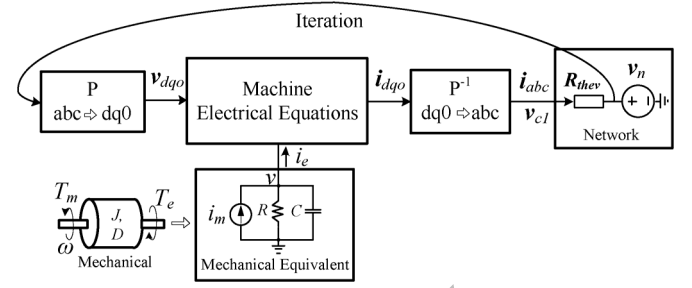 Iteration
P
abc⇨dq0
v_dqo
Machine
Electrical Equations
i_dqo
P⁻¹
dq0⇨abc
i_abc
v_c1
R_thev
v_n
+ −
Network
i_e
v
i_m
R
C
Mechanical Equivalent
T_m
T_e
J,
D
ω
Mechanical